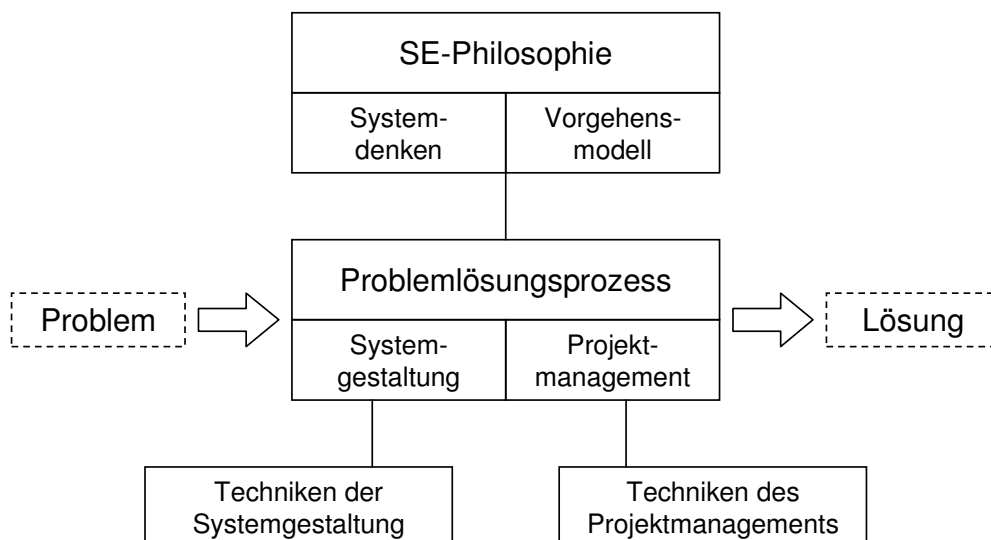 SE-Philosophie
System-
denken
Vorgehens-
modell
Problemlösungsprozess
Problem
Lösung
System-
gestaltung
Projekt-
management
Techniken der
Systemgestaltung
Techniken des
Projektmanagements